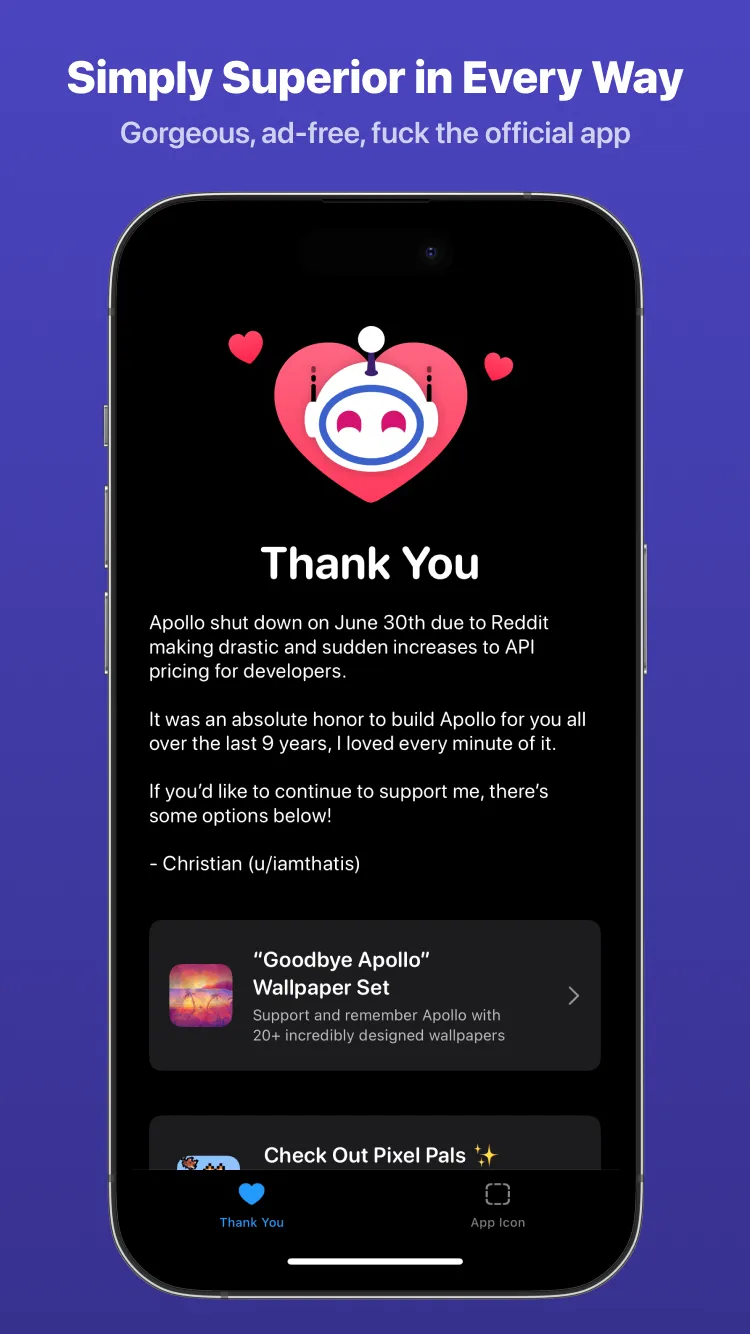 Simply Superior in Every Way
Gorgeous, ad-free, fuck the official app
Thank You
Apollo shut down on June 30th due to Reddit
making drastic and sudden increases to API
pricing for developers.
It was an absolute honor to build Apollo for you all
over the last 9 years, I loved every minute of it.
If you’d like to continue to support me, there’s
some options below!
- Christian (u/iamthatis)
“Goodbye Apollo”
Wallpaper Set
Support and remember Apollo with
20+ incredibly designed wallpapers
Check Out Pixel Pals ✨
Thank You
App Icon